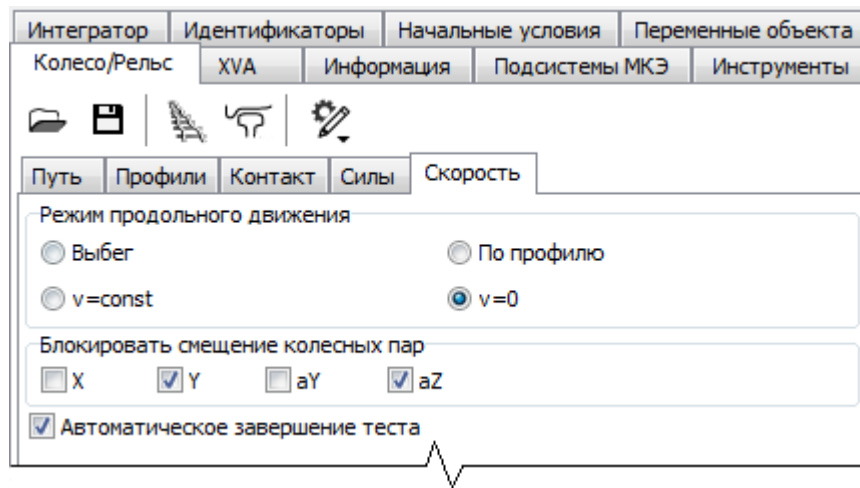 Интегратор Идентификаторы Начальные условия Переменные объекта
Колесо/Рельс XVA Информация Подсистемы МКЭ Инструменты
Путь Профили Контакт Силы Скорость
Режим продольного движения
Выбег По профилю
v=const v=0
Блокировать смещение колесных пар
X Y aY aZ
Автоматическое завершение теста